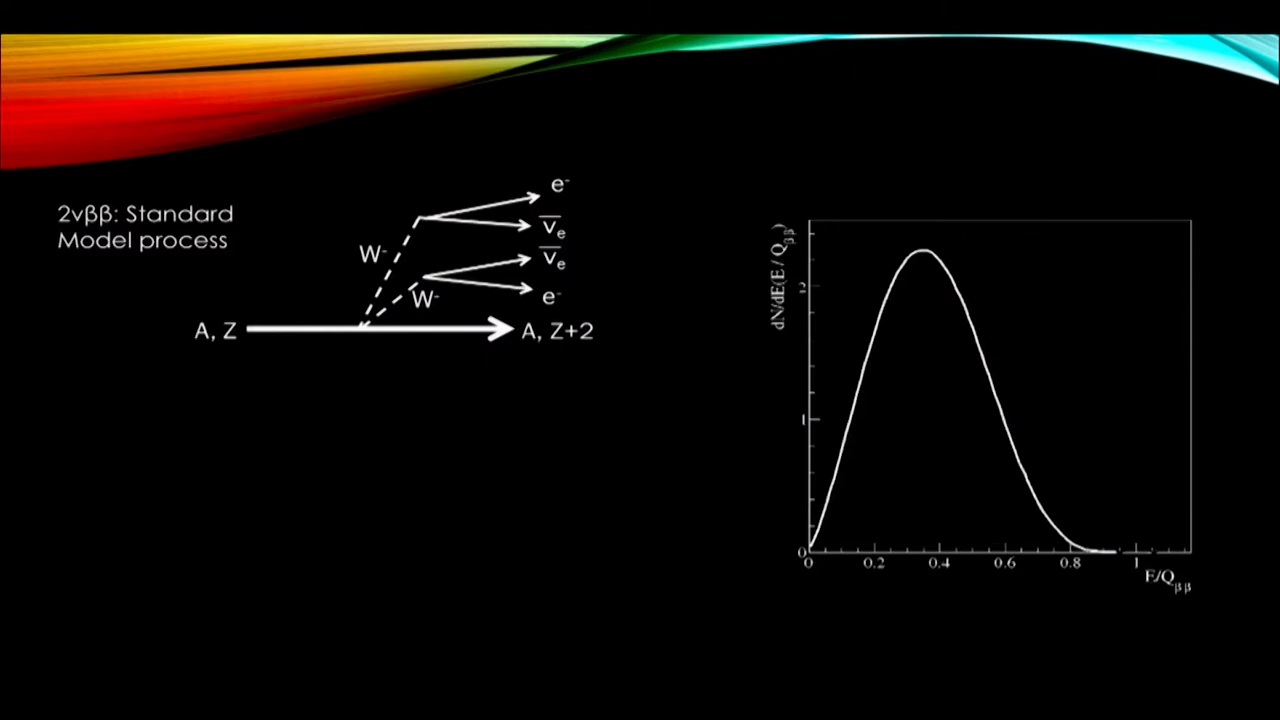 2νββ: Standard
Model process
e⁻
ν̅ₑ
W⁻
ν̅ₑ
W⁻
e⁻
A, Z
A, Z+2
dN/dE(E / Qββ)
2
1
0
0 0.2 0.4 0.6 0.8 1
E/Qββ